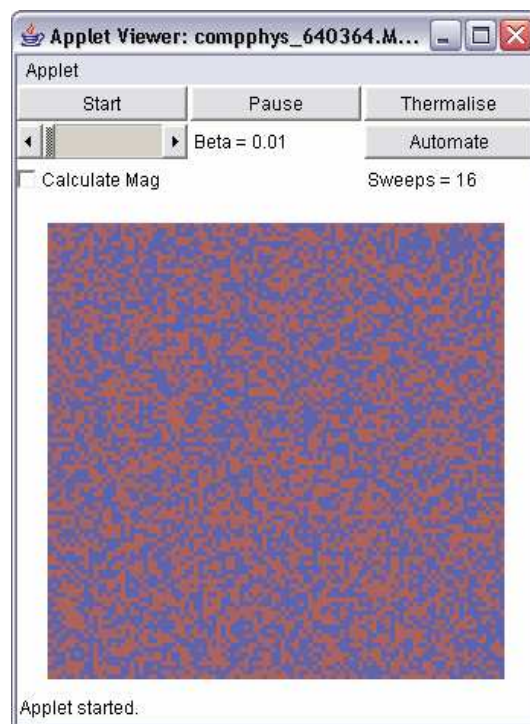 Applet Viewer: compphys_640364.M...
Applet
Start Pause Thermalise
Beta = 0.01 Automate
Calculate Mag Sweeps = 16
Applet started.